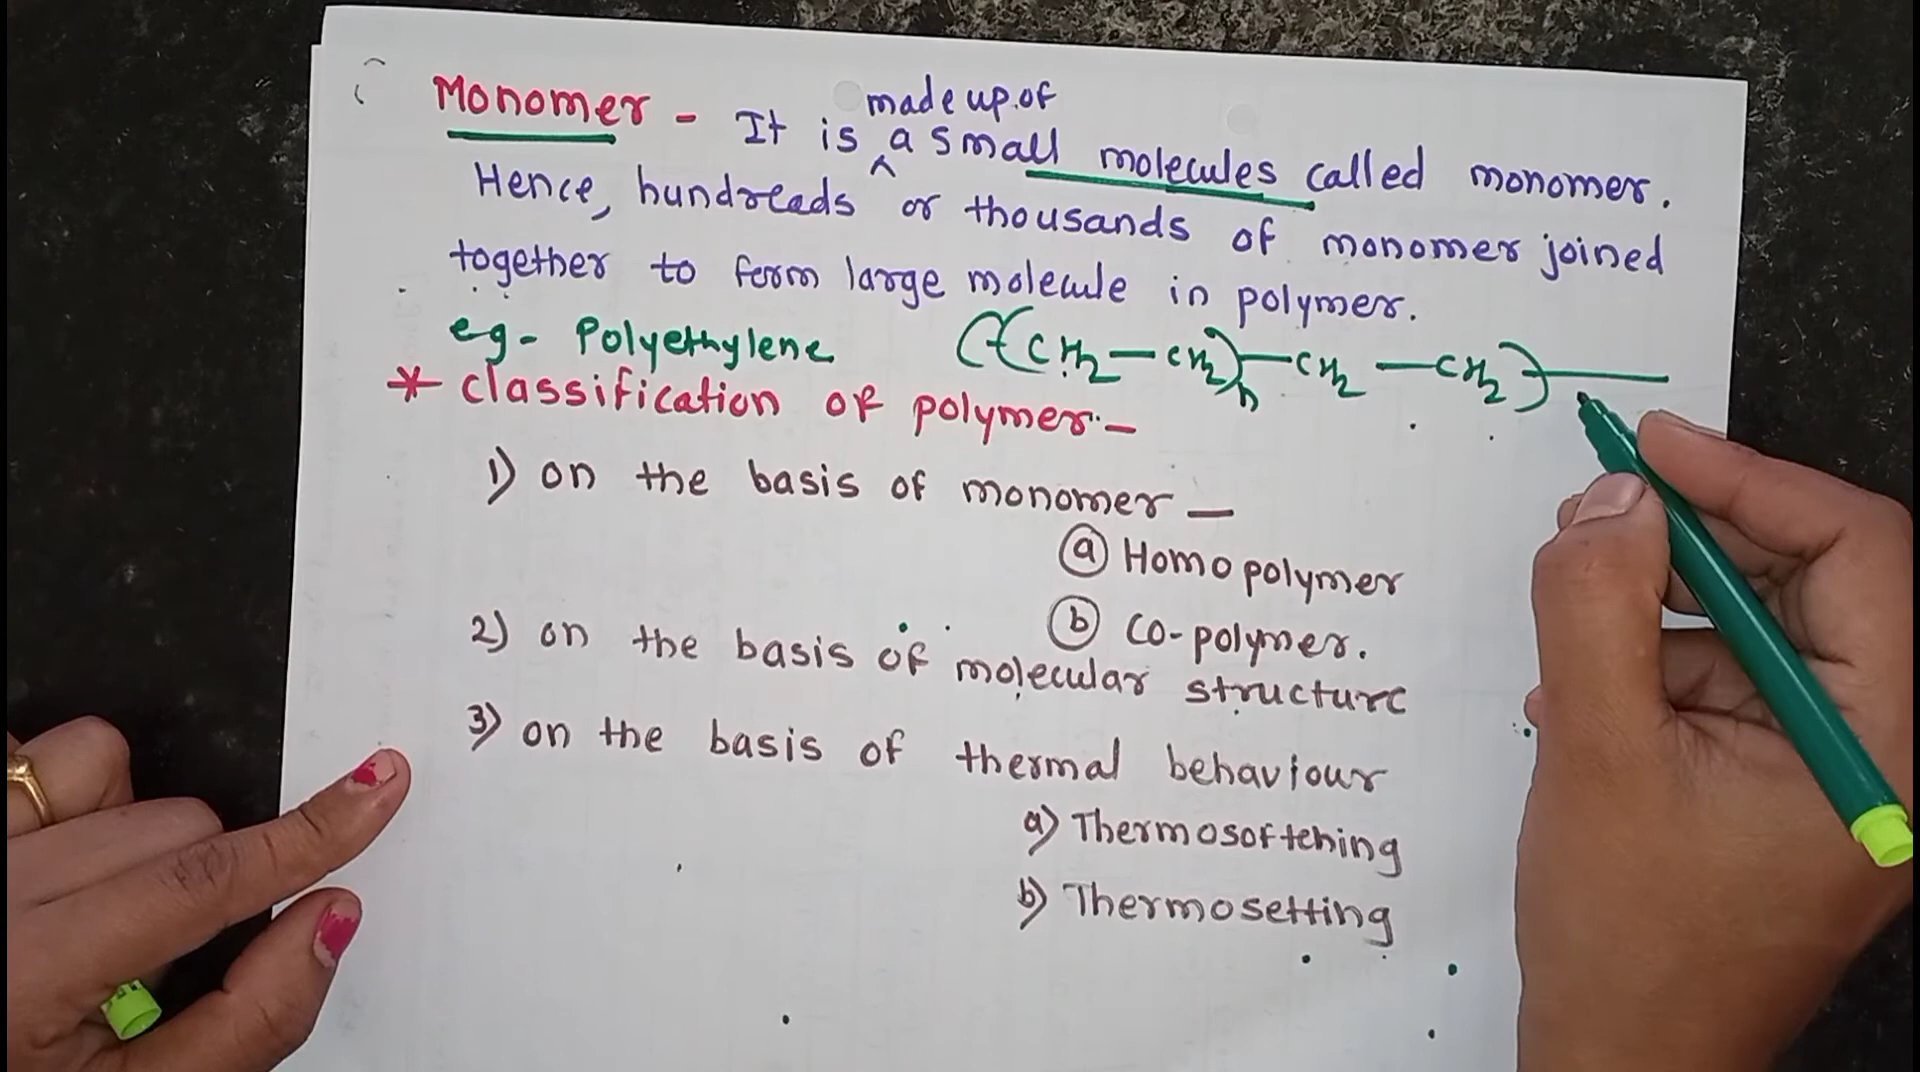 Monomer - It is made up of a small molecules called monomer.
Hence, hundreads or thousands of monomer joined
together to form large molecule in polymer.
eg- Polyethylene (-(CH2-CH2)n-CH2-CH2)-
* classification of polymer:-
1) on the basis of monomer -
ⓐ Homopolymer
ⓑ co-polymer.
2) on the basis of molecular structure
3) on the basis of thermal behaviour
a) Thermosoftening
b) Thermosetting